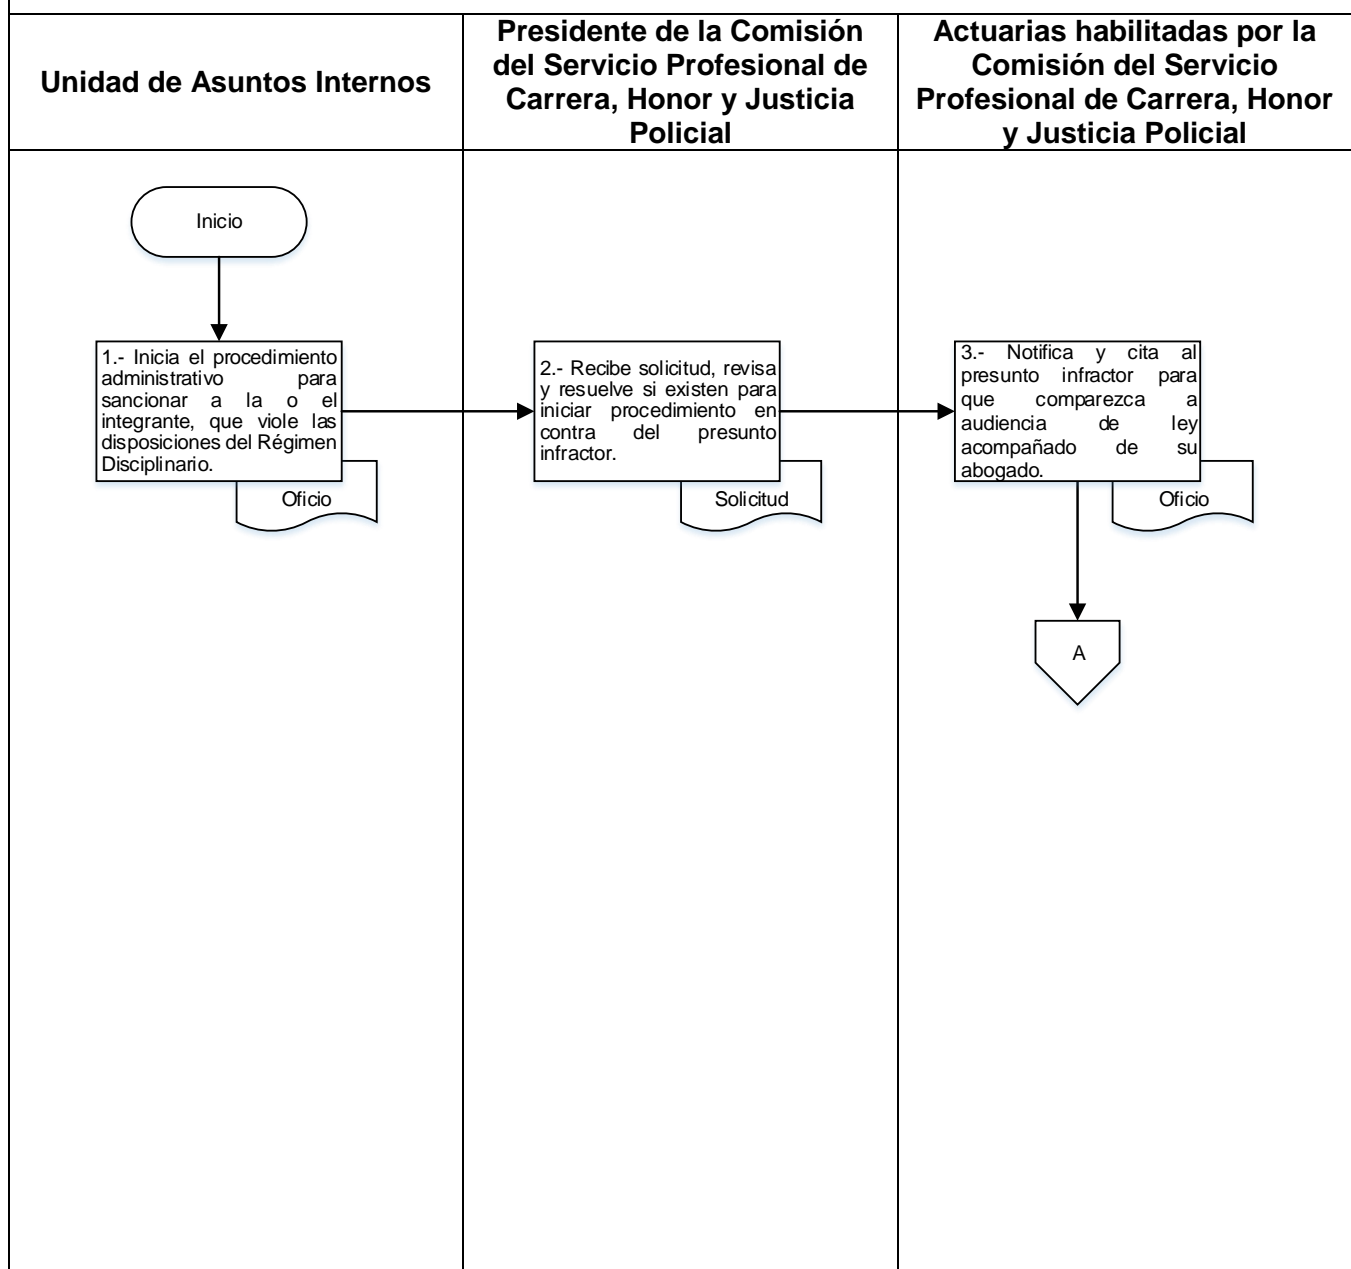 Unidad de Asuntos Internos
Presidente de la Comisión
del Servicio Profesional de
Carrera, Honor y Justicia
Policial
Actuarias habilitadas por la
Comisión del Servicio
Profesional de Carrera, Honor
y Justicia Policial
Inicio
1.- Inicia el procedimiento
administrativo para
sancionar a la o el
integrante, que viole las
disposiciones del Régimen
Disciplinario.
Oficio
2.- Recibe solicitud, revisa
y resuelve si existen para
iniciar procedimiento en
contra del presunto
infractor.
Solicitud
3.- Notifica y cita al
presunto infractor para
que comparezca a
audiencia de ley
acompañado de su
abogado.
Oficio
A